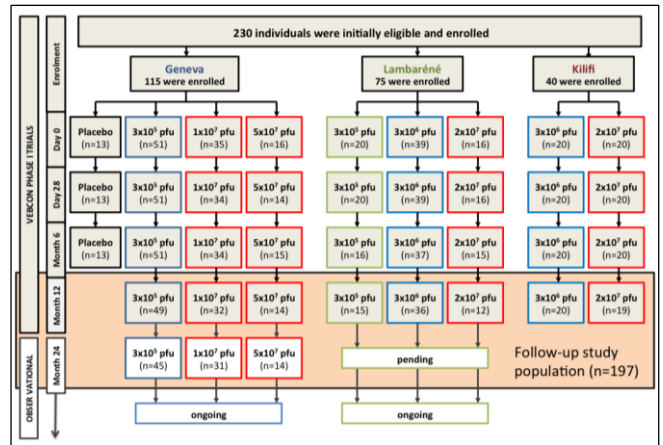 230 individuals were initially eligible and enrolled
Enrolment
Geneva
115 were enrolled
Lambaréné
75 were enrolled
Kilifi
40 were enrolled
VEBCON PHASE I TRIALS
Day 0
Placebo
(n=13)
3x10⁵ pfu
(n=51)
1x10⁷ pfu
(n=35)
5x10⁷ pfu
(n=16)
3x10⁵ pfu
(n=20)
3x10⁶ pfu
(n=39)
2x10⁷ pfu
(n=16)
3x10⁶ pfu
(n=20)
2x10⁷ pfu
(n=20)
Day 28
Placebo
(n=13)
3x10⁵ pfu
(n=51)
1x10⁷ pfu
(n=34)
5x10⁷ pfu
(n=14)
3x10⁵ pfu
(n=20)
3x10⁶ pfu
(n=39)
2x10⁷ pfu
(n=16)
3x10⁶ pfu
(n=20)
2x10⁷ pfu
(n=20)
Month 6
Placebo
(n=13)
3x10⁵ pfu
(n=51)
1x10⁷ pfu
(n=34)
5x10⁷ pfu
(n=15)
3x10⁵ pfu
(n=16)
3x10⁶ pfu
(n=37)
2x10⁷ pfu
(n=15)
3x10⁶ pfu
(n=20)
2x10⁷ pfu
(n=20)
Month 12
3x10⁵ pfu
(n=49)
1x10⁷ pfu
(n=32)
5x10⁷ pfu
(n=14)
3x10⁵ pfu
(n=15)
3x10⁶ pfu
(n=36)
2x10⁷ pfu
(n=12)
3x10⁶ pfu
(n=20)
2x10⁷ pfu
(n=19)
OBSERVATIONAL
Month 24
3x10⁵ pfu
(n=45)
1x10⁷ pfu
(n=31)
5x10⁷ pfu
(n=14)
pending
Follow-up study
population (n=197)
ongoing
ongoing